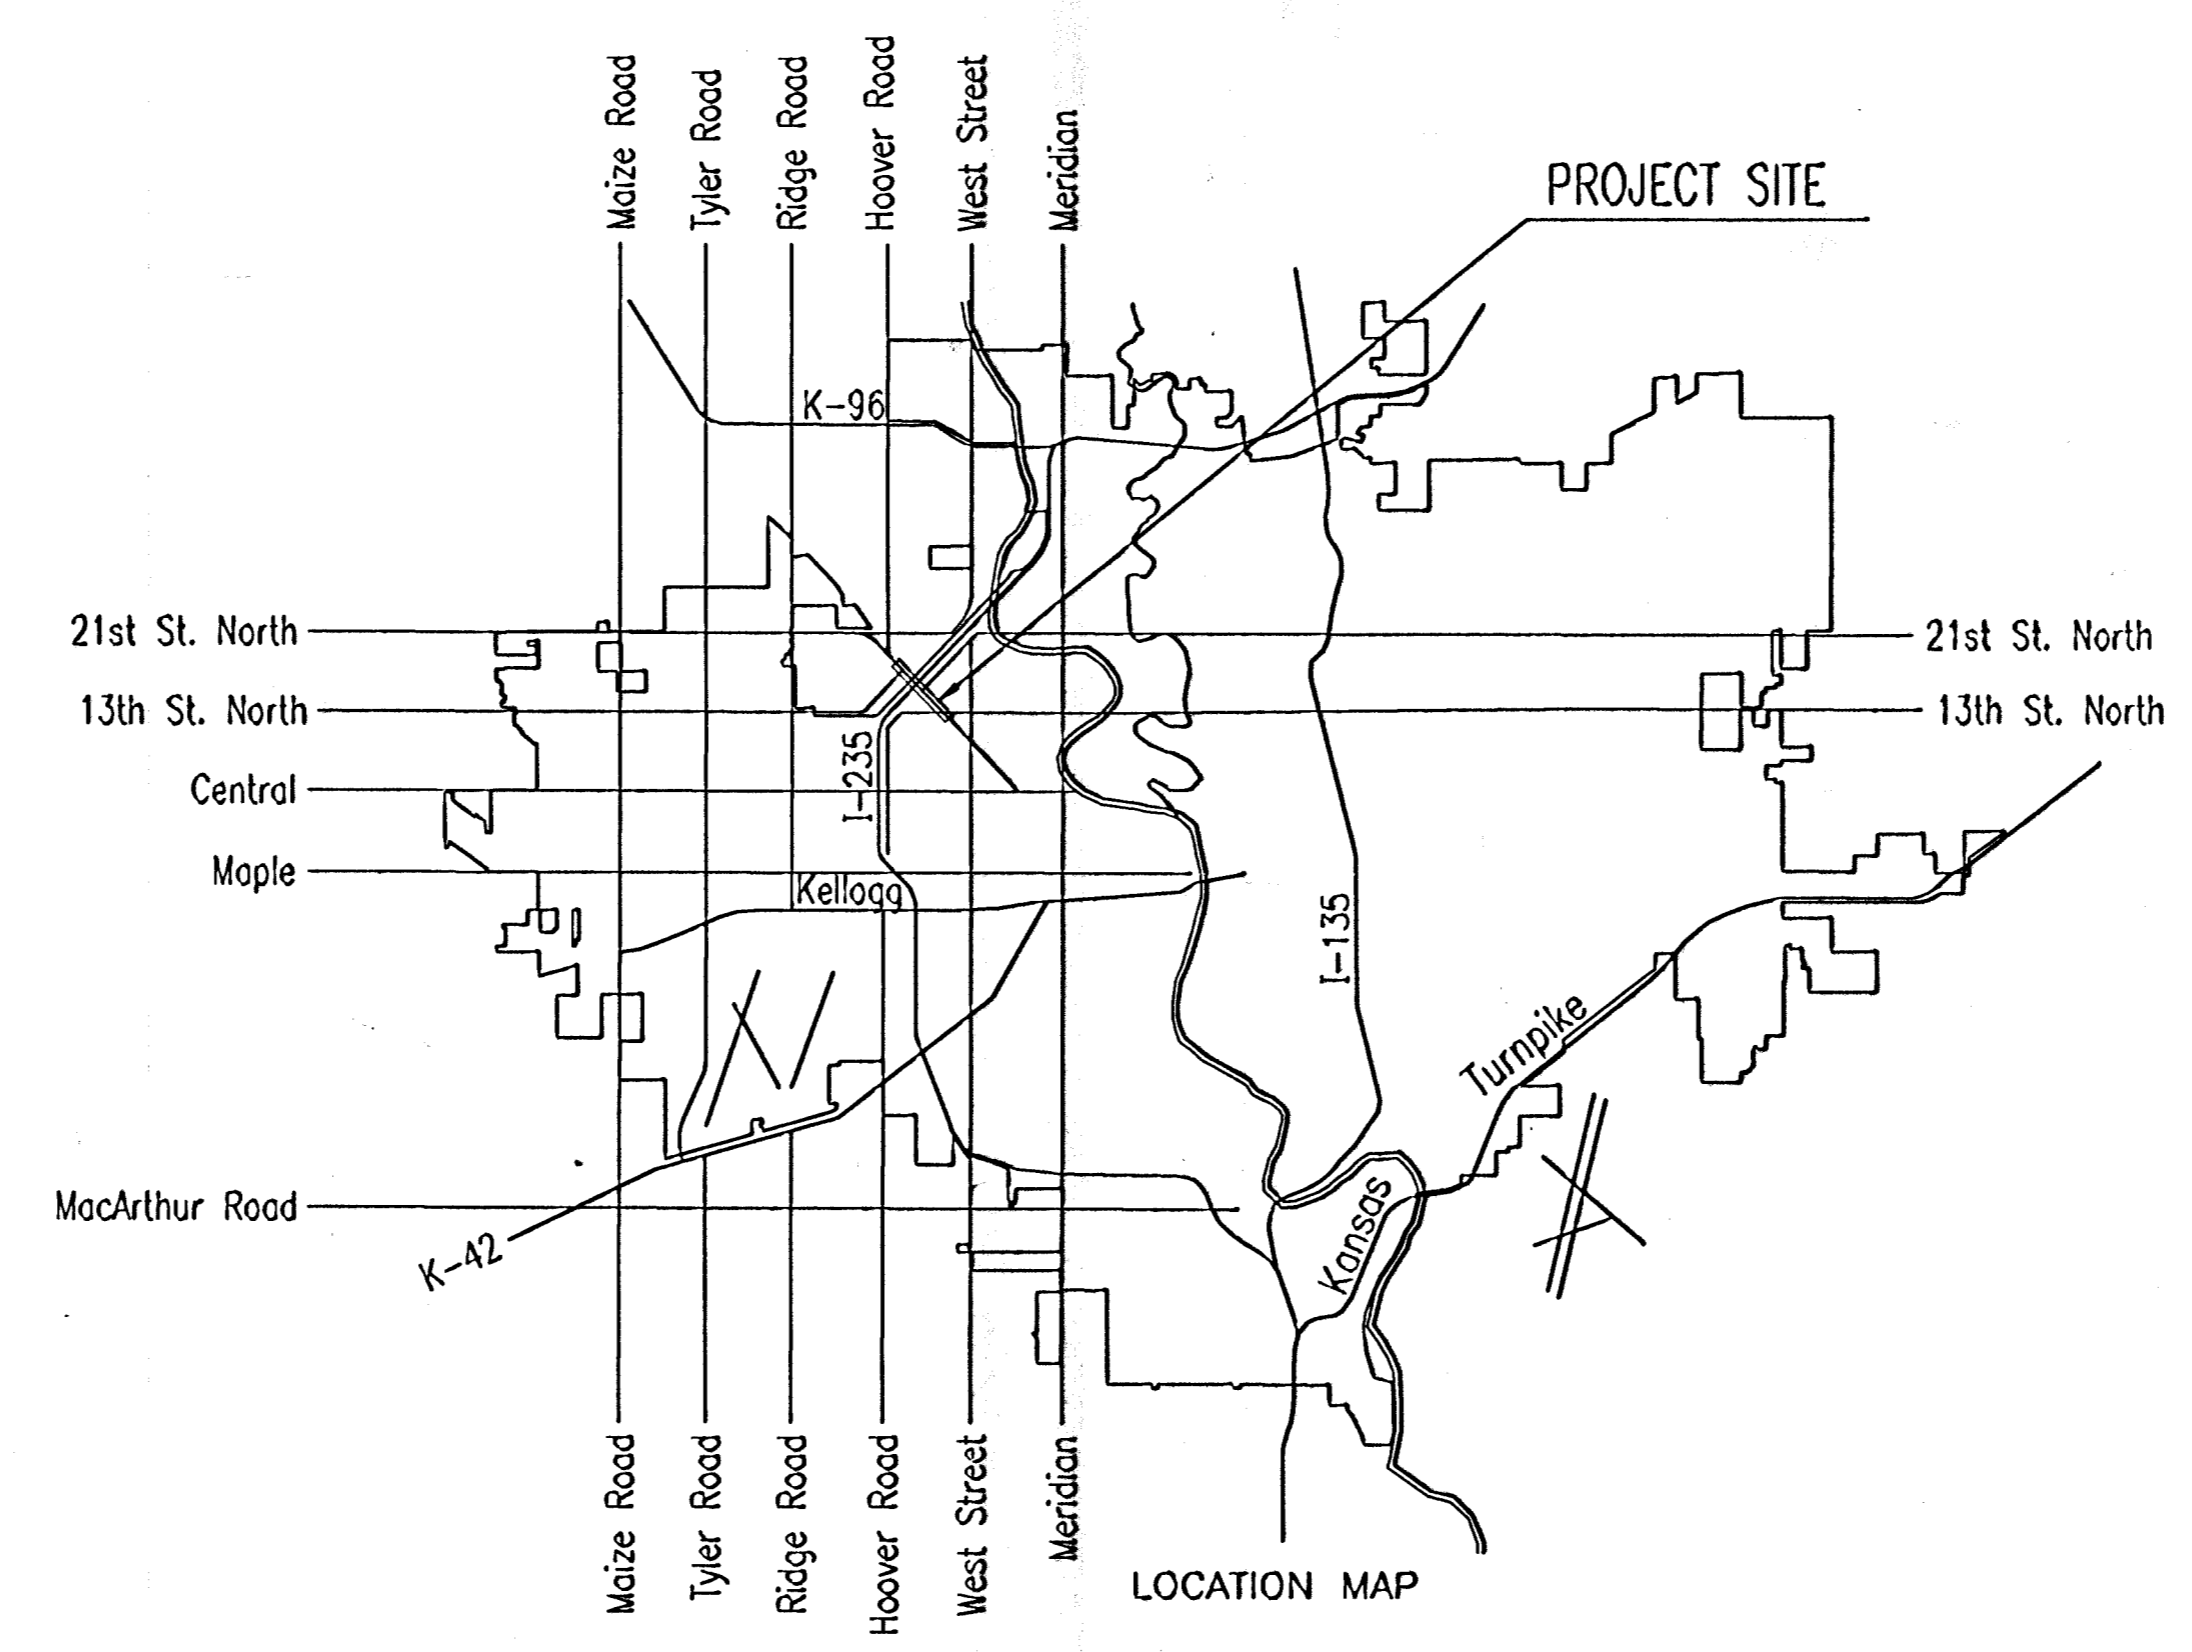 Maize Road
Tyler Road
Ridge Road
Hoover Road
West Street
Meridian
PROJECT SITE
K-96
21st St. North
21st St. North
13th St. North
13th St. North
I-235
Central
Maple
Kellogg
I-135
Turnpike
Kansas
MacArthur Road
K-42
Maize Road
Tyler Road
Ridge Road
Hoover Road
West Street
Meridian
LOCATION MAP